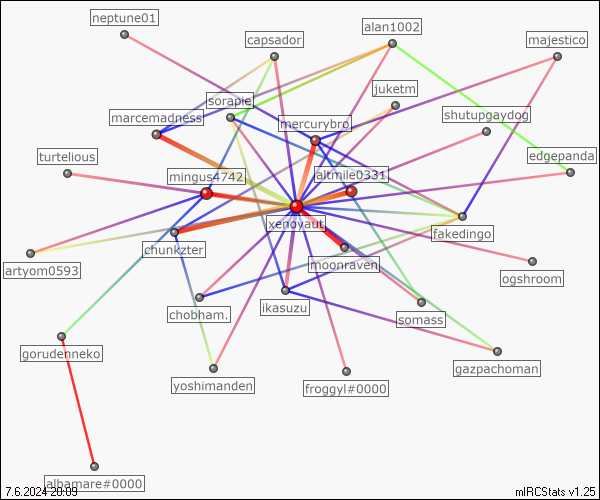 neptune01
alan1002
capsador
majestico
juketm
sorapie
marcemadness
mercurybro
shutupgaydog
turtelious
edgepanda
mingus4742
altmile0331
xenoyaut
fakedingo
chunkzter
artyom0593
moonraven
ogshroom
chobham.
ikasuzu
somass
gorudenneko
gazpachoman
yoshimanden
froggyl#0000
albamare#0000
7.6.2024 20:09
mIRCStats v1.25